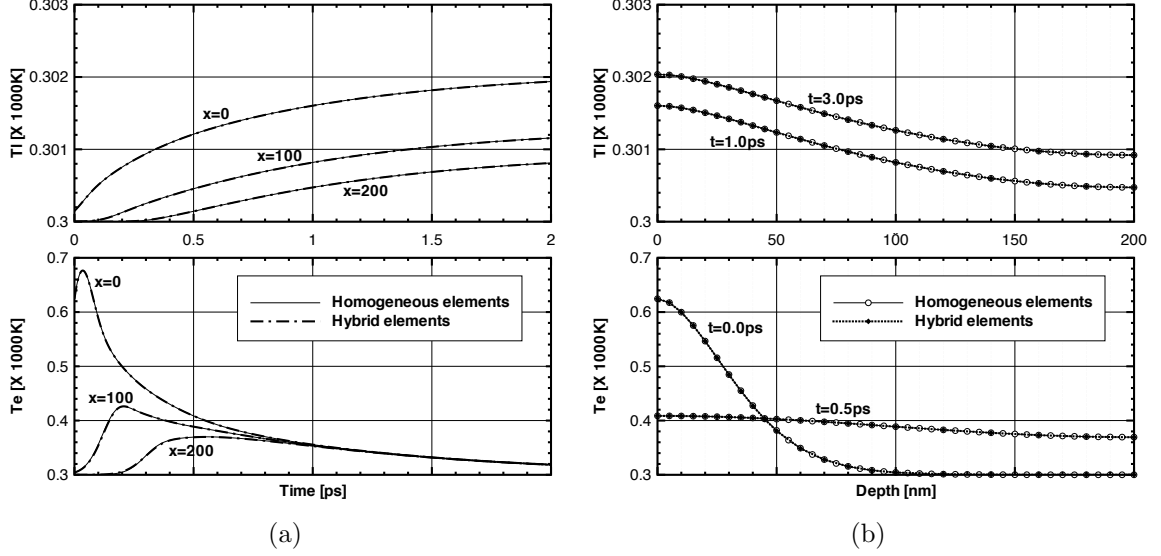 0.303
0.302
0.301
0.3
Tl [X 1000K]
x=0
x=100
x=200
0 0.5 1 1.5 2
0.7
0.6
0.5
0.4
0.3
Te [X 1000K]
x=0
x=100
x=200
Homogeneous elements
Hybrid elements
Time [ps]
(a)
0.303
0.302
0.301
0.3
Tl [X 1000K]
t=3.0ps
t=1.0ps
0 50 100 150 200
0.7
0.6
0.5
0.4
0.3
Te [X 1000K]
t=0.0ps
t=0.5ps
Homogeneous elements
Hybrid elements
Depth [nm]
(b)